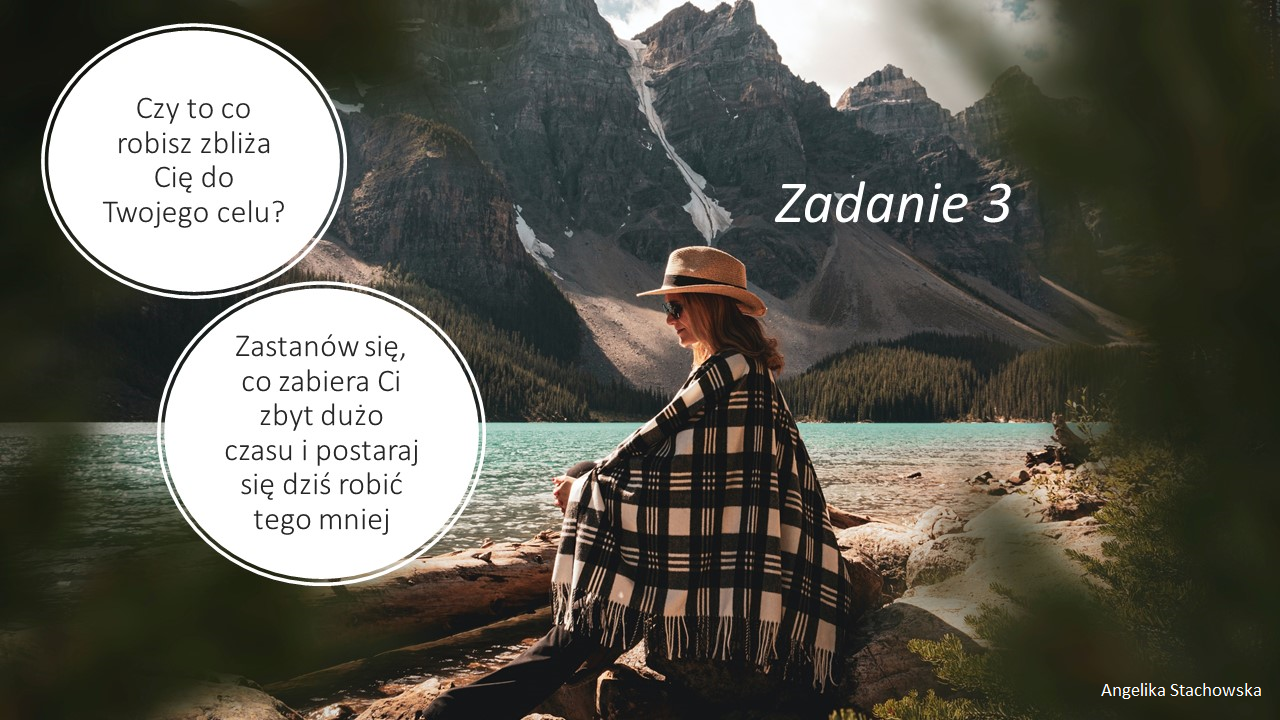 Czy to co
robisz zbliża
Cię do
Twojego celu?
Zadanie 3
Zastanów się,
co zabiera Ci
zbyt dużo
czasu i postaraj
się dziś robić
tego mniej
Angelika Stachowska